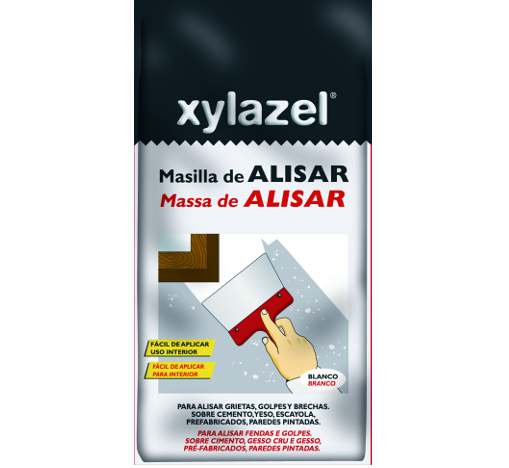 xylazel®
Masilla de ALISAR
Massa de ALISAR
FÀCIL DE APLICAR
USO INTERIOR
FÀCIL DE APLICAR
PARA INTERIOR
BLANCO
BRANCO
PARA ALISAR GRIETAS, GOLPES Y BRECHAS.
SOBRE CEMENTO, YESO, ESCAYOLA,
PREFABRICADOS, PAREDES PINTADAS.
PARA ALISAR FENDAS E GOLPES.
SOBRE CIMENTO, GESSO CRU E GESSO,
PRÉ-FABRICADOS, PAREDES PINTADAS.